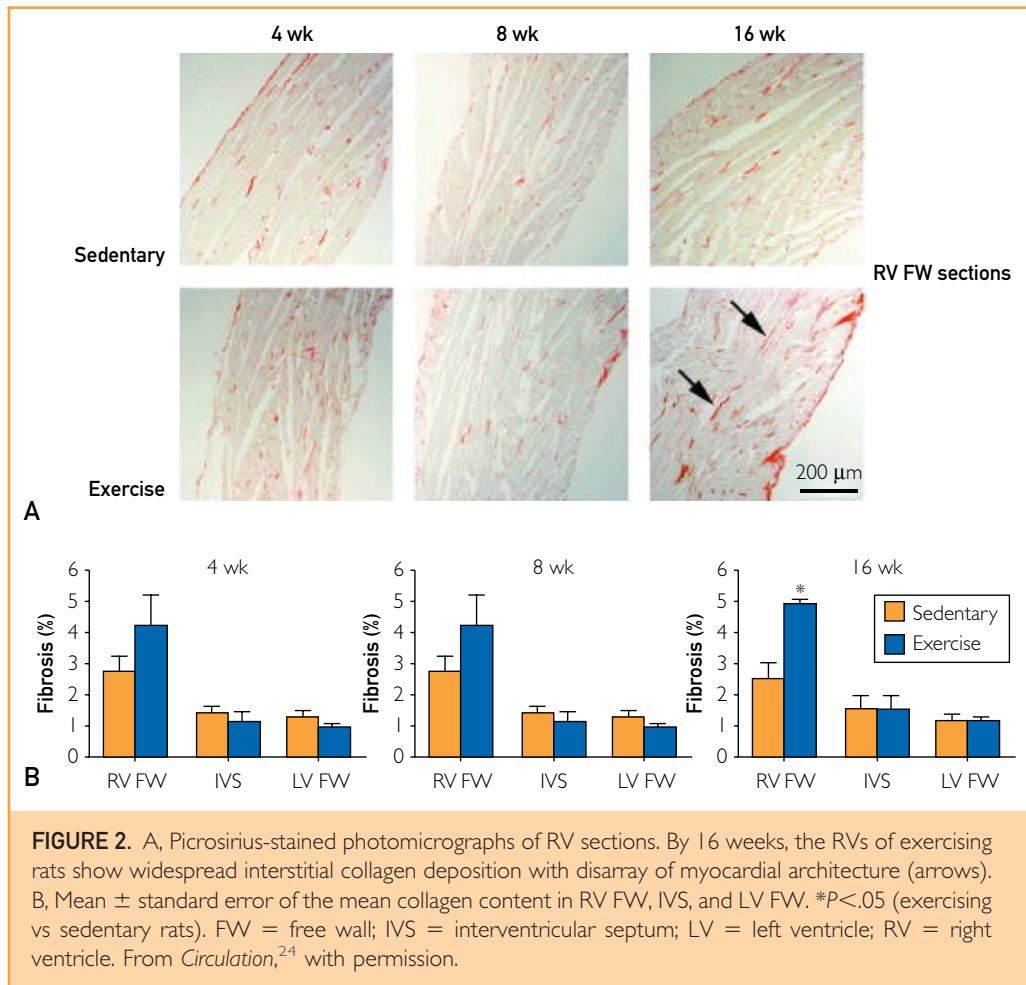 4 wk 8 wk 16 wk
Sedentary
RV FW sections
Exercise
200 μm
A
4 wk 8 wk 16 wk
Fibrosis (%)
6
5
4
3
2
1
0
RV FW IVS LV FW
Fibrosis (%)
6
5
4
3
2
1
0
RV FW IVS LV FW
Fibrosis (%)
6
5
4
3
2
1
0
*
Sedentary
Exercise
RV FW IVS LV FW
B
FIGURE 2. A, Picrosirius-stained photomicrographs of RV sections. By 16 weeks, the RVs of exercising
rats show widespread interstitial collagen deposition with disarray of myocardial architecture (arrows).
B, Mean ± standard error of the mean collagen content in RV FW, IVS, and LV FW. *P<.05 (exercising
vs sedentary rats). FW = free wall; IVS = interventricular septum; LV = left ventricle; RV = right
ventricle. From Circulation,24 with permission.